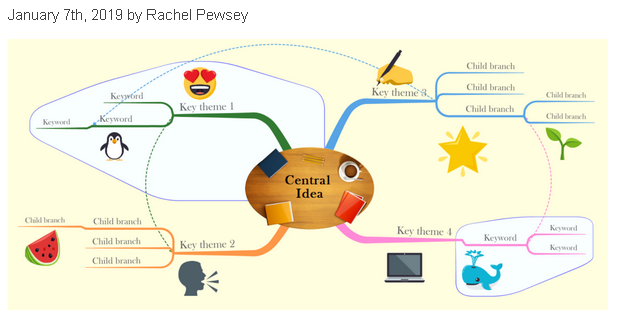 January 7th, 2019 by Rachel Pewsey
Keyword
Keyword
Keyword
Key theme 1
Key theme 3
Child branch
Child branch
Child branch
Child branch
Child branch
Central
Idea
Child branch
Child branch
Child branch
Child branch
Key theme 2
Key theme 4
Keyword
Keyword
Keyword